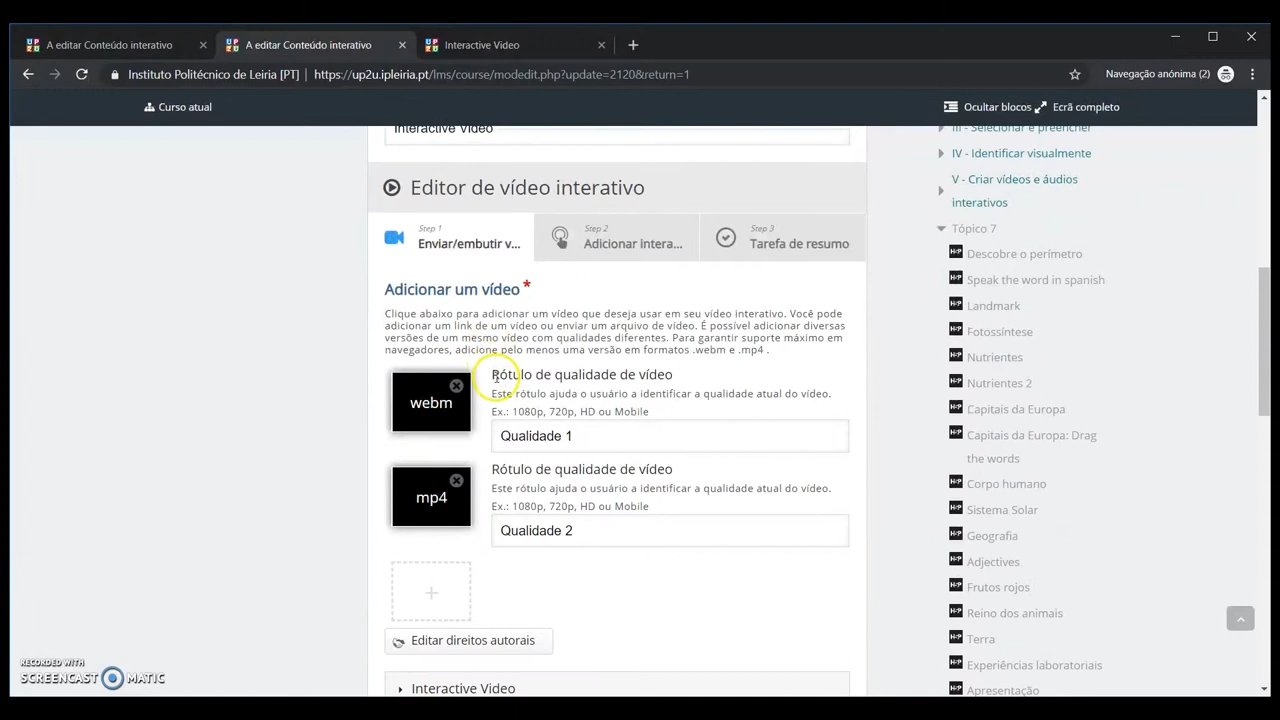 A editar Conteúdo interativo
A editar Conteúdo interativo
Interactive Video
Instituto Politécnico de Leiria [PT]
https://up2u.ipleiria.pt/lms/course/modedit.php?update=2120&return=1
Navegação anónima (2)
Curso atual
Ocultar blocos
Ecrã completo
Interactive Video
Editor de vídeo interativo
Step 1
Enviar/embutir v...
Step 2
Adicionar intera...
Step 3
Tarefa de resumo
Adicionar um vídeo *
Clique abaixo para adicionar um vídeo que deseja usar em seu vídeo interativo. Você pode
adicionar um link de um vídeo ou enviar um arquivo de vídeo. É possível adicionar diversas
versões de um mesmo vídeo com qualidades diferentes. Para garantir suporte máximo em
navegadores, adicione pelo menos uma versão em formatos .webm e .mp4 .
webm
Rótulo de qualidade de vídeo
Este rótulo ajuda o usuário a identificar a qualidade atual do vídeo.
Ex.: 1080p, 720p, HD ou Mobile
Qualidade 1
mp4
Rótulo de qualidade de vídeo
Este rótulo ajuda o usuário a identificar a qualidade atual do vídeo.
Ex.: 1080p, 720p, HD ou Mobile
Qualidade 2
+
Editar direitos autorais
Interactive Video
III - Selecionar e preencher
IV - Identificar visualmente
V - Criar vídeos e áudios
interativos
Tópico 7
Descobre o perímetro
Speak the word in spanish
Landmark
Fotossíntese
Nutrientes
Nutrientes 2
Capitais da Europa
Capitais da Europa: Drag
the words
Corpo humano
Sistema Solar
Geografia
Adjectives
Frutos rojos
Reino dos animais
Terra
Experiências laboratoriais
Apresentação
RECORDED WITH
SCREENCAST MATIC